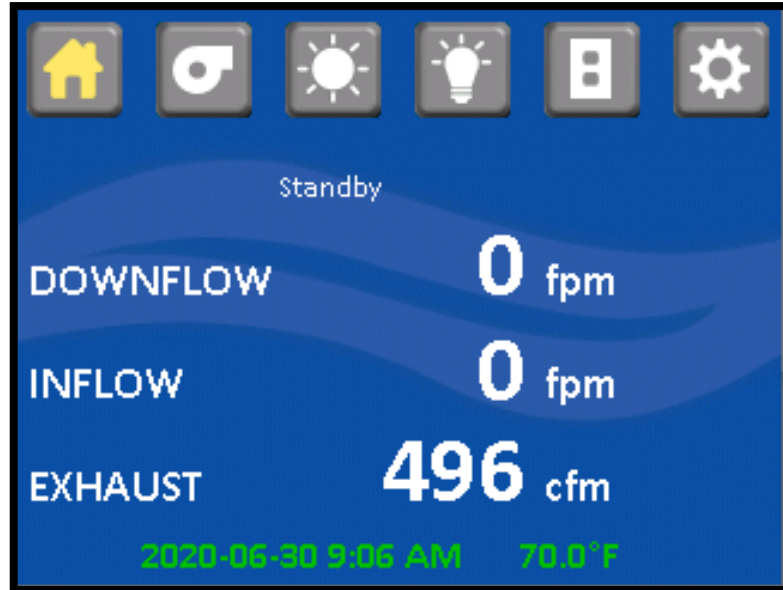 Standby
DOWNFLOW 0 fpm
INFLOW 0 fpm
EXHAUST 496 cfm
2020-06-30 9:06 AM 70.0°F